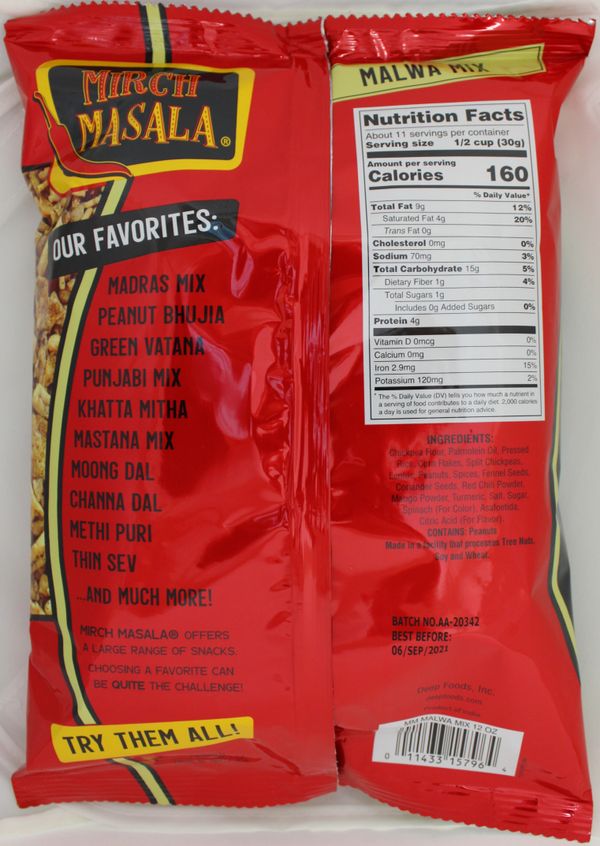 MIRCH
MASALA®
OUR FAVORITES:
MADRAS MIX
PEANUT BHUJIA
GREEN VATANA
PUNJABI MIX
KHATTA MITHA
MASTANA MIX
MOONG DAL
CHANNA DAL
METHI PURI
THIN SEV
...AND MUCH MORE!
MIRCH MASALA® OFFERS
A LARGE RANGE OF SNACKS.
CHOOSING A FAVORITE CAN
BE QUITE THE CHALLENGE!
TRY THEM ALL!
MALWA MIX
Nutrition Facts
About 11 servings per container
Serving size 1/2 cup (30g)
Amount per serving
Calories 160
% Daily Value*
Total Fat 9g 12%
Saturated Fat 4g 20%
Trans Fat 0g
Cholesterol 0mg 0%
Sodium 70mg 3%
Total Carbohydrate 15g 5%
Dietary Fiber 1g 4%
Total Sugars 1g
Includes 0g Added Sugars 0%
Protein 4g
Vitamin D 0mcg 0%
Calcium 0mg 0%
Iron 2.9mg 15%
Potassium 120mg 2%
* The % Daily Value (DV) tells you how much a nutrient in
a serving of food contributes to a daily diet. 2,000 calories
a day is used for general nutrition advice.
INGREDIENTS:
Chickpea Flour, Palmolein Oil, Pressed
Rice, Corn Flakes, Split Chickpeas,
Lentils, Peanuts, Spices, Fennel Seeds,
Coriander Seeds, Red Chili Powder,
Mango Powder, Turmeric, Salt, Sugar,
Spinach (For Color), Asafoetida,
Citric Acid (For Flavor).
CONTAINS: Peanuts
Made in a facility that processes Tree Nuts,
Soy and Wheat.
BATCH NO.AA-20342
BEST BEFORE:
06/SEP/2021
Deep Foods, Inc.
deepfoods.com
Product of India
MM MALWA MIX 12 OZ
0 11433 15796 4